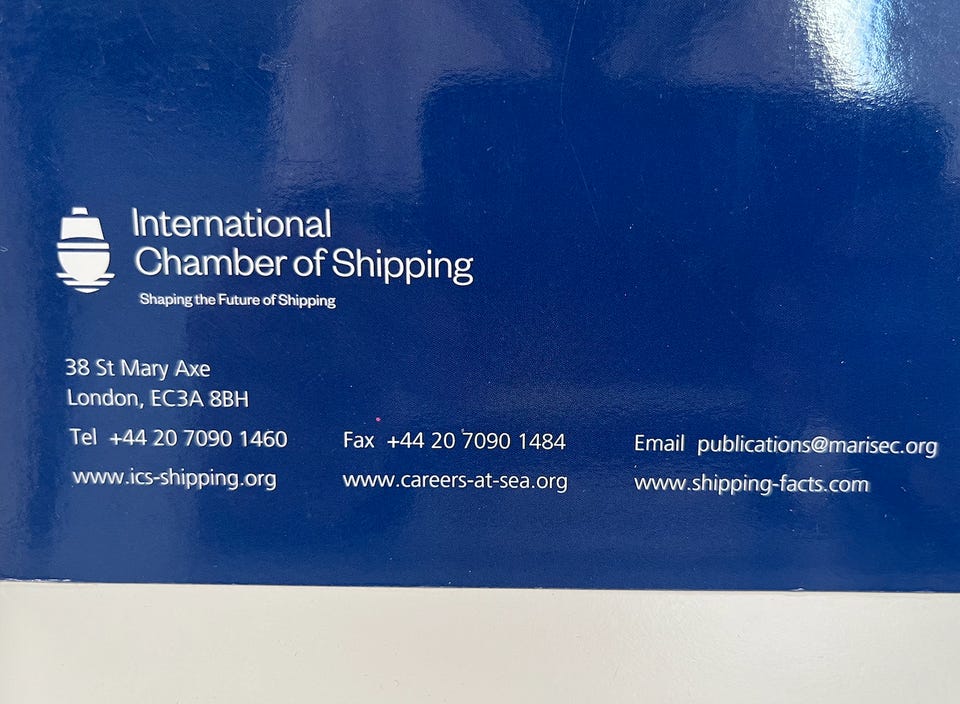 International
Chamber of Shipping
Shaping the Future of Shipping
38 St Mary Axe
London, EC3A 8BH
Tel +44 20 7090 1460 Fax +44 20 7090 1484 Email publications@marisec.org
www.ics-shipping.org www.careers-at-sea.org www.shipping-facts.com